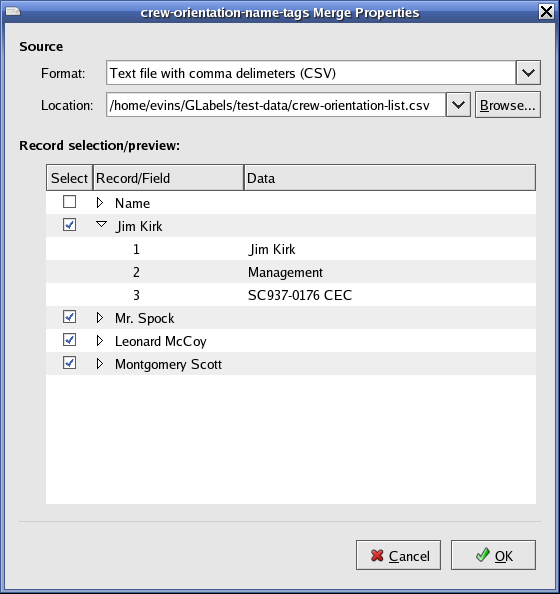 crew-orientation-name-tags Merge Properties
Source
Format: Text file with comma delimeters (CSV)
Location: /home/evins/GLabels/test-data/crew-orientation-list.csv Browse...
Record selection/preview:
Select Record/Field Data
Name
Jim Kirk
1 Jim Kirk
2 Management
3 SC937-0176 CEC
Mr. Spock
Leonard McCoy
Montgomery Scott
Cancel OK